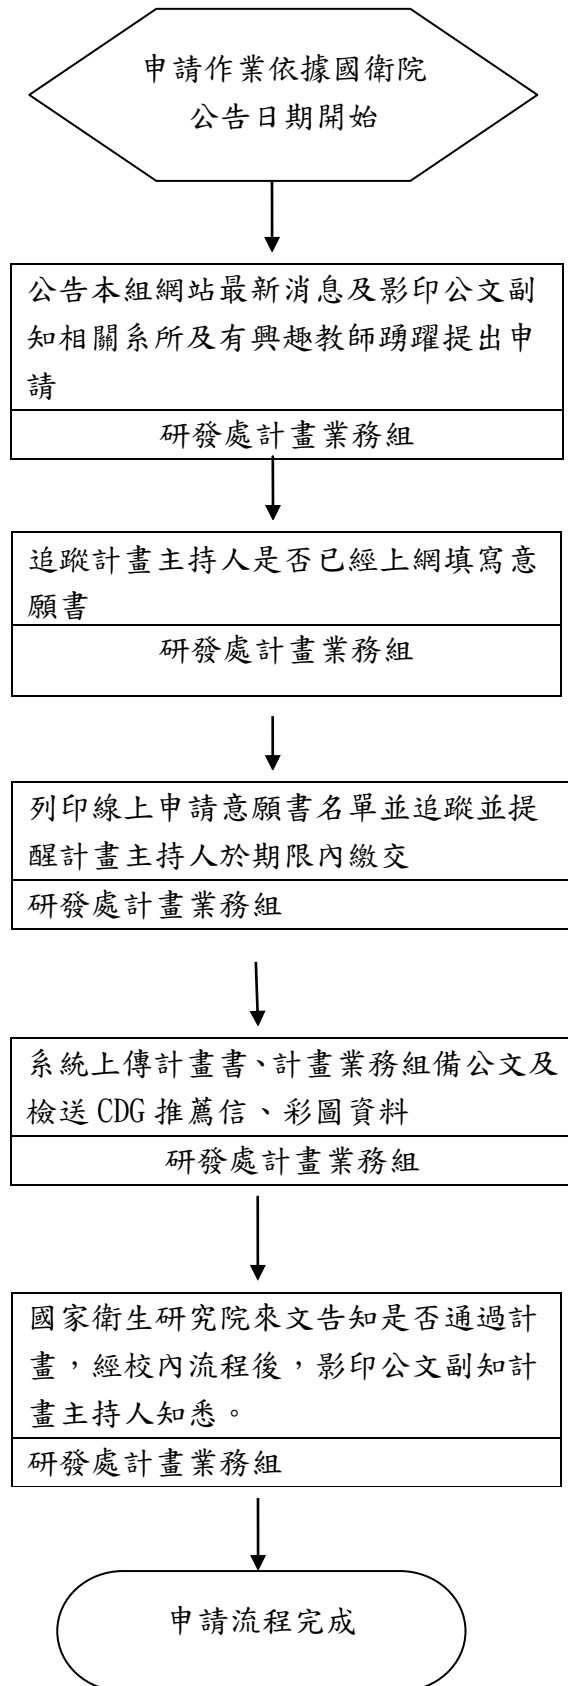 申請作業依據國衛院
公告日期開始
公告本組網站最新消息及影印公文副
知相關系所及有興趣教師踴躍提出申
請
研發處計畫業務組
追蹤計畫主持人是否已經上網填寫意
願書
研發處計畫業務組
列印線上申請意願書名單並追蹤並提
醒計畫主持人於期限內繳交
研發處計畫業務組
系統上傳計畫書、計畫業務組備公文及
檢送 CDG 推薦信、彩圖資料
研發處計畫業務組
國家衛生研究院來文告知是否通過計
畫，經校內流程後，影印公文副知計
畫主持人知悉。
研發處計畫業務組
申請流程完成